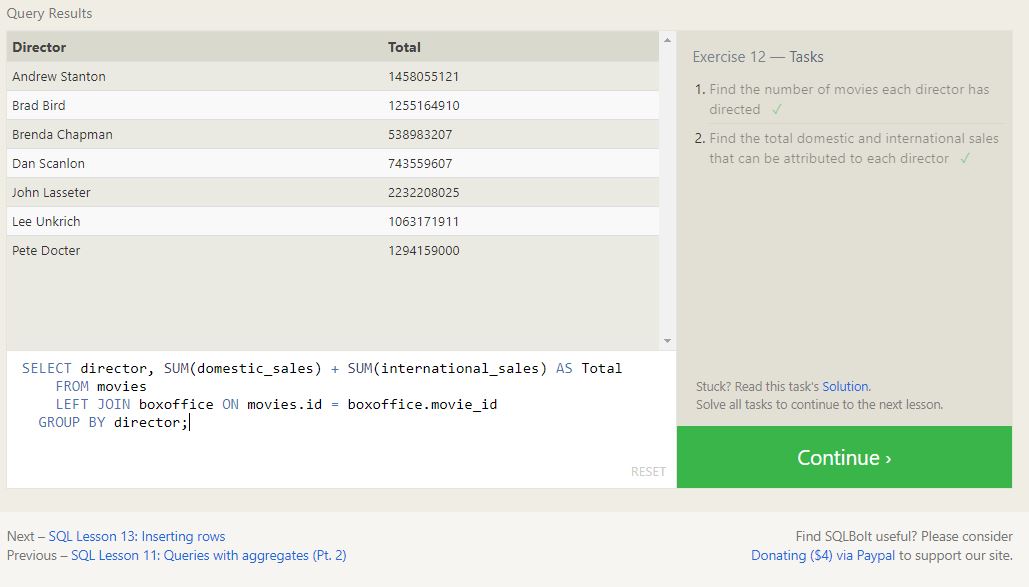 Query Results
Director Total
Andrew Stanton 1458055121
Brad Bird 1255164910
Brenda Chapman 538983207
Dan Scanlon 743559607
John Lasseter 2232208025
Lee Unkrich 1063171911
Pete Docter 1294159000
SELECT director, SUM(domestic_sales) + SUM(international_sales) AS Total
FROM movies
LEFT JOIN boxoffice ON movies.id = boxoffice.movie_id
GROUP BY director;
RESET
Exercise 12 — Tasks
1. Find the number of movies each director has
directed ✓
2. Find the total domestic and international sales
that can be attributed to each director ✓
Stuck? Read this task's Solution.
Solve all tasks to continue to the next lesson.
Continue ›
Next – SQL Lesson 13: Inserting rows
Previous – SQL Lesson 11: Queries with aggregates (Pt. 2)
Find SQLBolt useful? Please consider
Donating ($4) via Paypal to support our site.